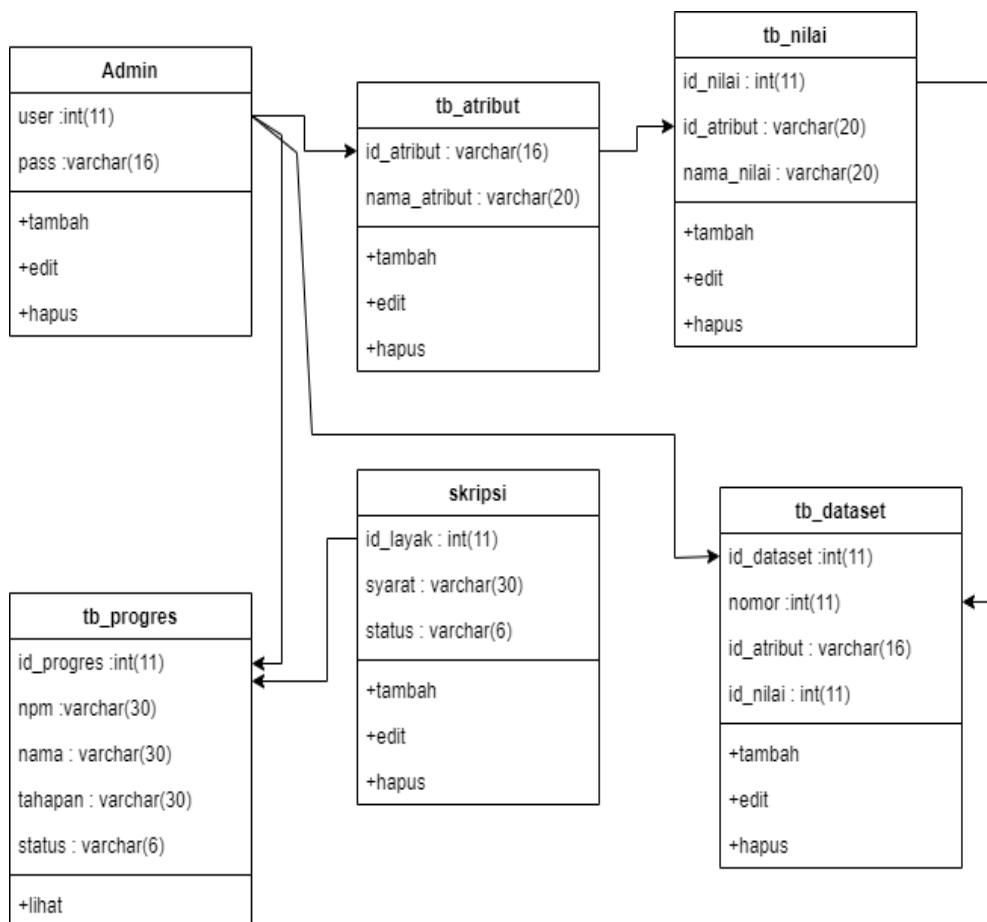 Admin
user :int(11)
pass :varchar(16)
+tambah
+edit
+hapus
tb_atribut
id_atribut : varchar(16)
nama_atribut : varchar(20)
+tambah
+edit
+hapus
tb_nilai
id_nilai : int(11)
id_atribut : varchar(20)
nama_nilai : varchar(20)
+tambah
+edit
+hapus
skripsi
id_layak : int(11)
syarat : varchar(30)
status : varchar(6)
+tambah
+edit
+hapus
tb_dataset
id_dataset :int(11)
nomor :int(11)
id_atribut : varchar(16)
id_nilai : int(11)
+tambah
+edit
+hapus
tb_progres
id_progres :int(11)
npm :varchar(30)
nama : varchar(30)
tahapan : varchar(30)
status : varchar(6)
+lihat